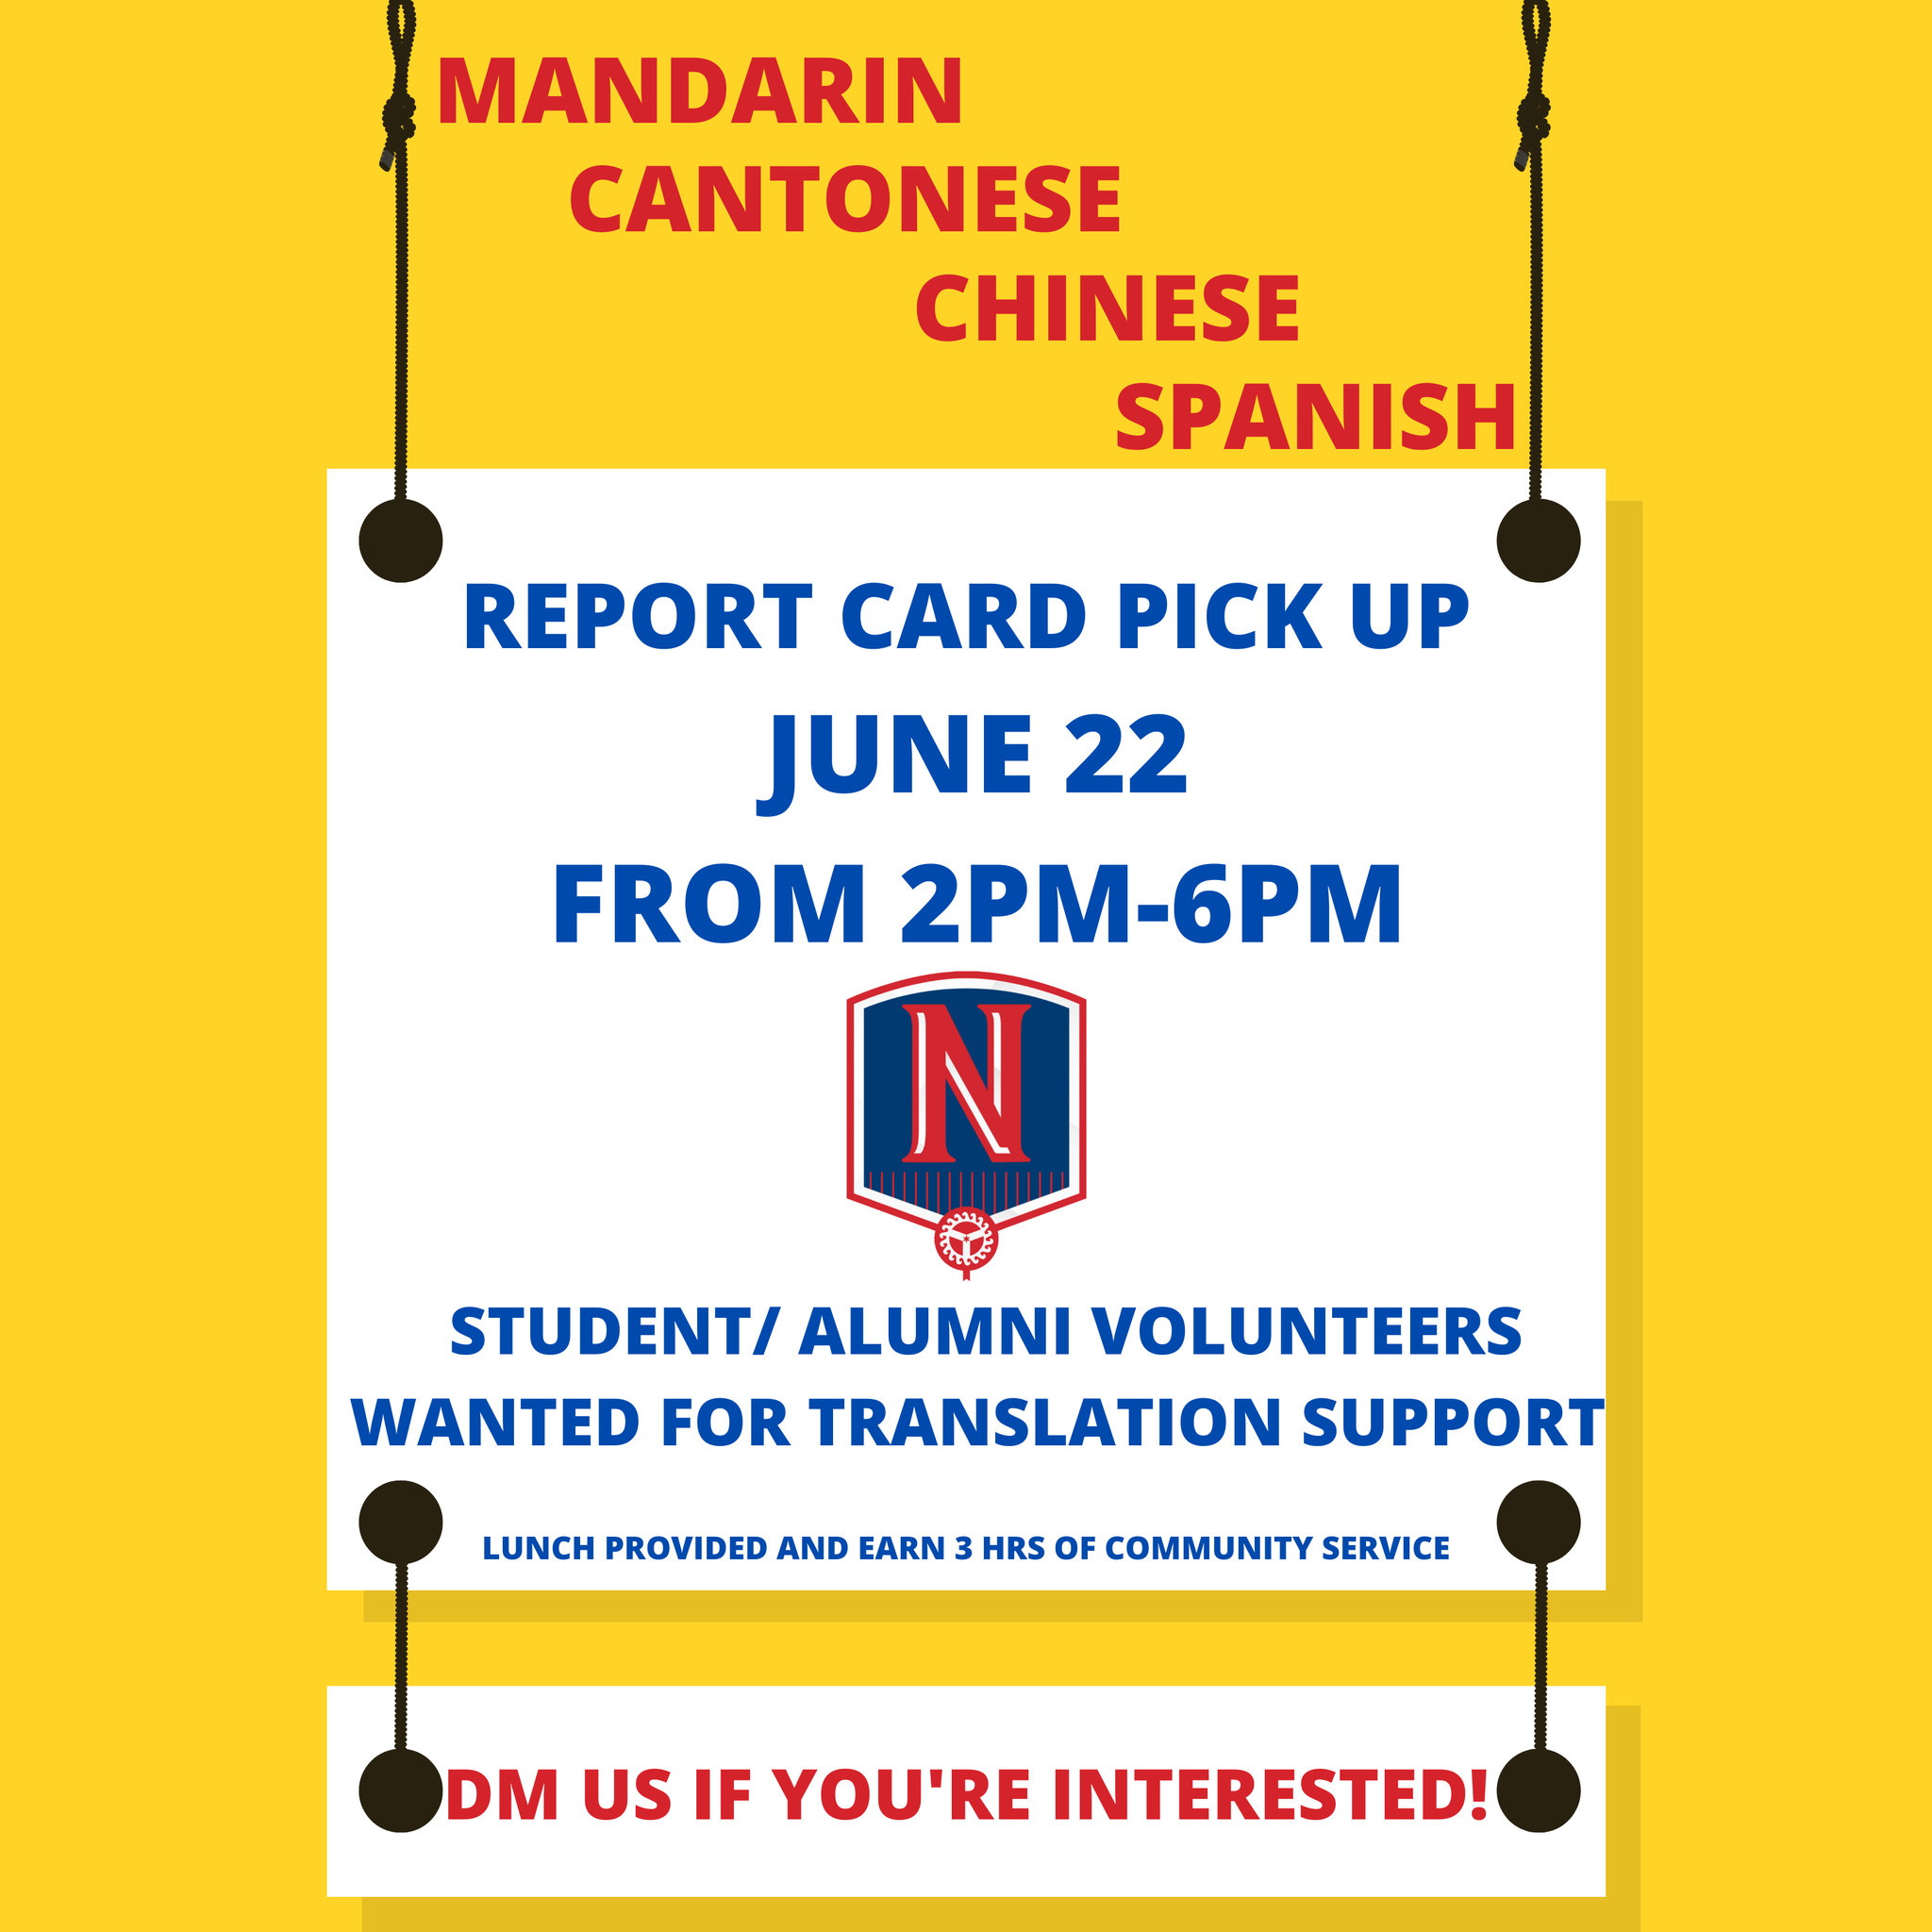 MANDARIN
CANTONESE
CHINESE
SPANISH
REPORT CARD PICK UP
JUNE 22
FROM 2PM-6PM
N
STUDENT/ ALUMNI VOLUNTEERS
WANTED FOR TRANSLATION SUPPORT
LUNCH PROVIDED AND EARN 3 HRS OF COMMUNITY SERVICE
DM US IF YOU'RE INTERESTED!